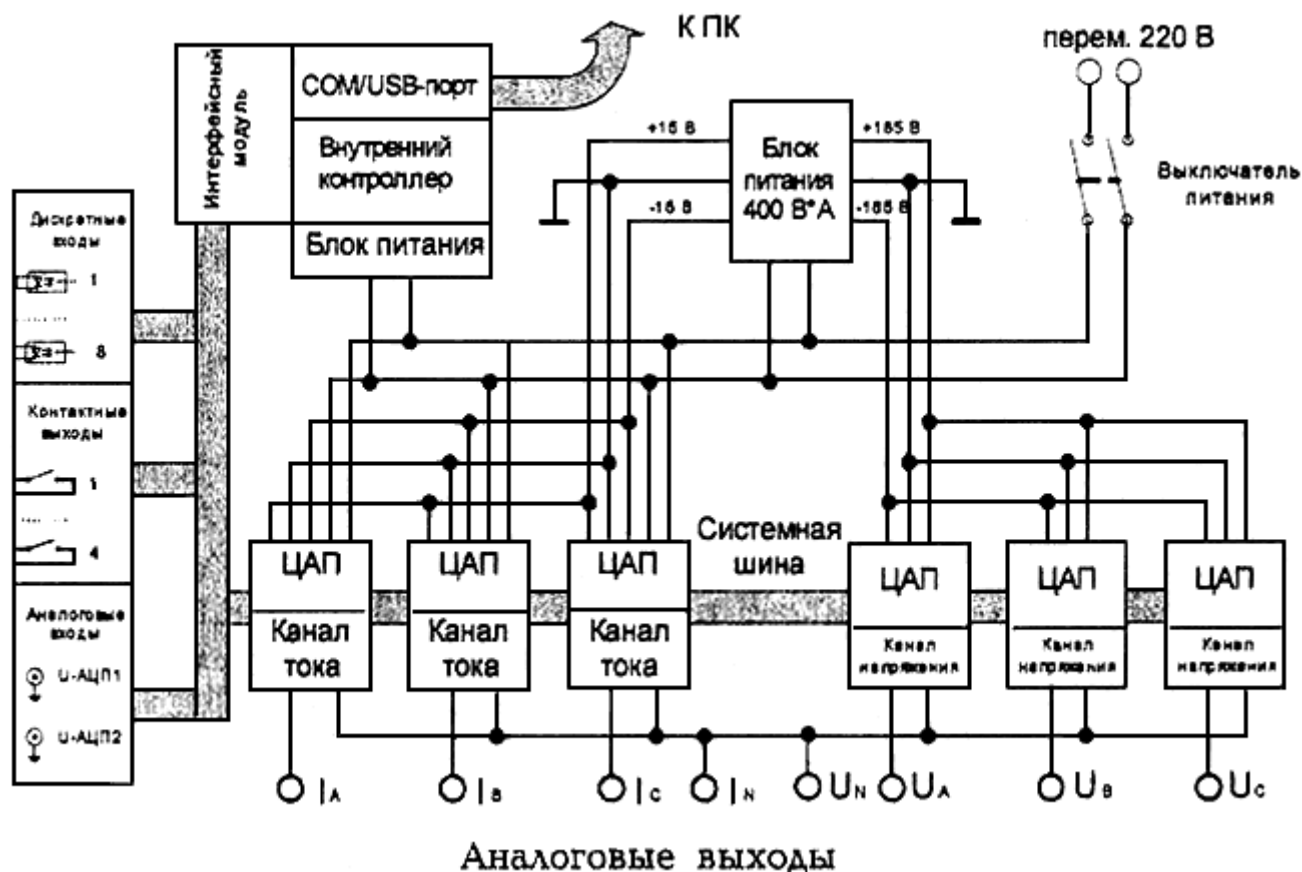 К ПК
перем. 220 В
Интерфейсный
модуль
COM/USB-порт
Внутренний
контроллер
Блок питания
+15 В
-15 В
Блок
питания
400 В*А
+185 В
-185 В
Выключатель
питания
Дискретные
входы
1
8
Контактные
выходы
1
4
Аналоговые
входы
U-АЦП1
U-АЦП2
Системная
шина
ЦАП
Канал
тока
ЦАП
Канал
тока
ЦАП
Канал
тока
ЦАП
Канал
напряжения
ЦАП
Канал
напряжения
ЦАП
Канал
напряжения
IA
IB
IC
IN
UN
UA
UB
UC
Аналоговые выходы